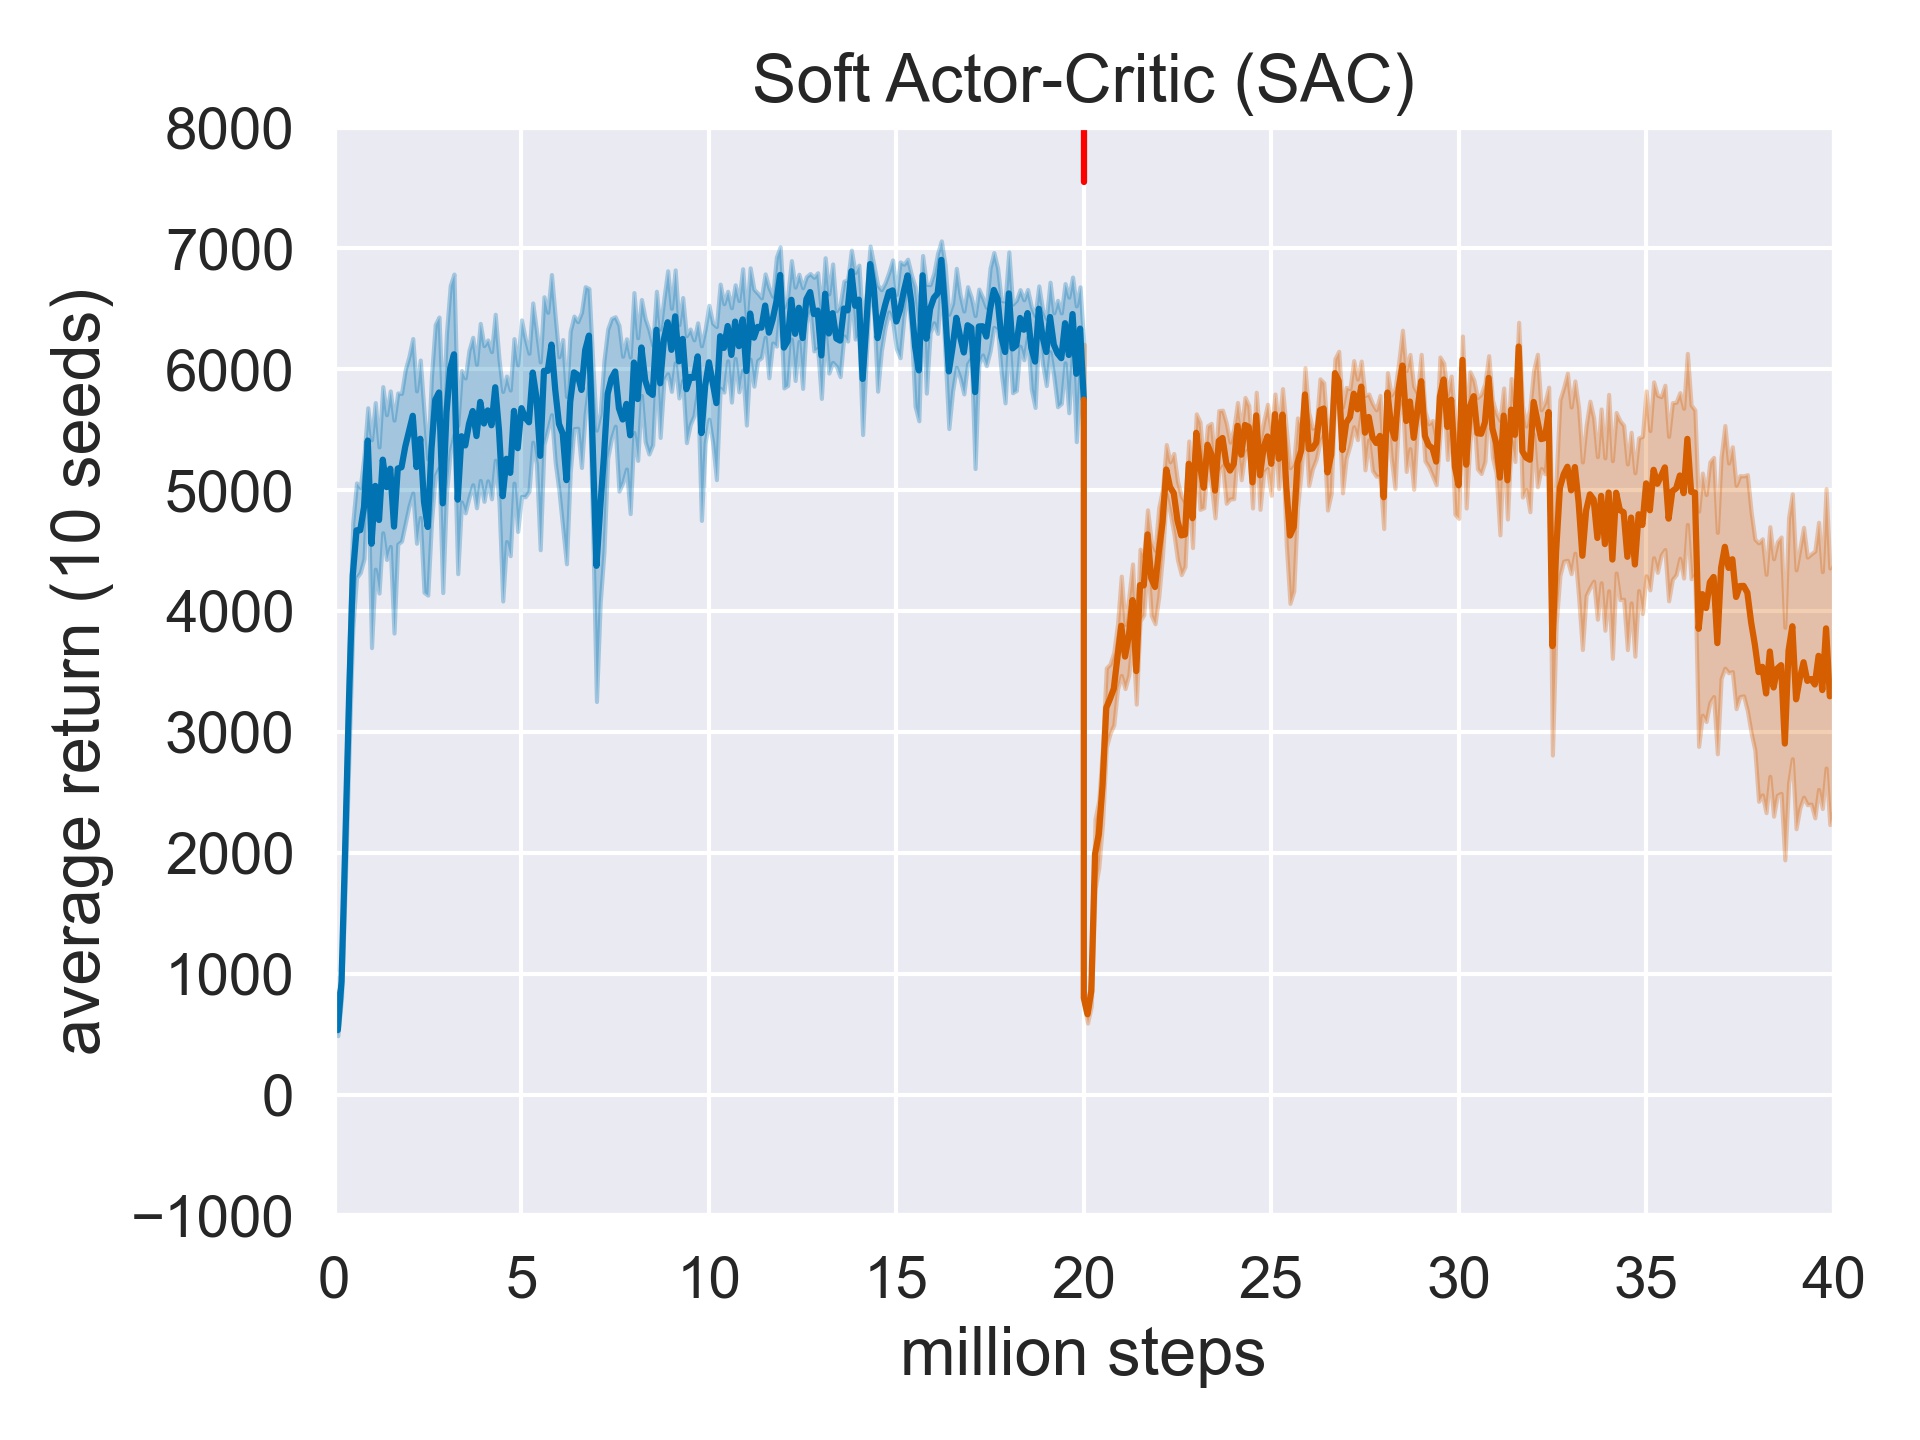 Soft Actor-Critic (SAC)
8000
7000
6000
5000
4000
3000
2000
1000
0
−1000
average return (10 seeds)
0 5 10 15 20 25 30 35 40
million steps